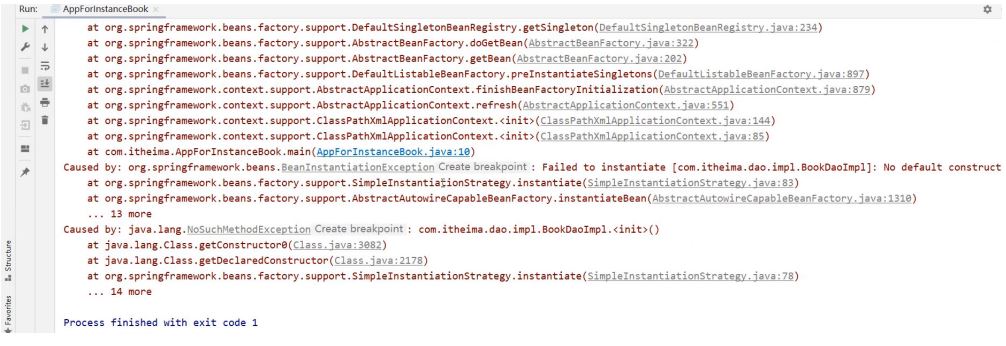 Run: AppForInstanceBook ×
at org.springframework.beans.factory.support.DefaultSingletonBeanRegistry.getSingleton(DefaultSingletonBeanRegistry.java:234)
at org.springframework.beans.factory.support.AbstractBeanFactory.doGetBean(AbstractBeanFactory.java:322)
at org.springframework.beans.factory.support.AbstractBeanFactory.getBean(AbstractBeanFactory.java:202)
at org.springframework.beans.factory.support.DefaultListableBeanFactory.preInstantiateSingletons(DefaultListableBeanFactory.java:897)
at org.springframework.context.support.AbstractApplicationContext.finishBeanFactoryInitialization(AbstractApplicationContext.java:879)
at org.springframework.context.support.AbstractApplicationContext.refresh(AbstractApplicationContext.java:551)
at org.springframework.context.support.ClassPathXmlApplicationContext.<init>(ClassPathXmlApplicationContext.java:144)
at org.springframework.context.support.ClassPathXmlApplicationContext.<init>(ClassPathXmlApplicationContext.java:85)
at com.itheima.AppForInstanceBook.main(AppForInstanceBook.java:10)
Caused by: org.springframework.beans.BeanInstantiationException Create breakpoint : Failed to instantiate [com.itheima.dao.impl.BookDaoImpl]: No default construct
at org.springframework.beans.factory.support.SimpleInstantiationStrategy.instantiate(SimpleInstantiationStrategy.java:83)
at org.springframework.beans.factory.support.AbstractAutowireCapableBeanFactory.instantiateBean(AbstractAutowireCapableBeanFactory.java:1310)
... 13 more
Caused by: java.lang.NoSuchMethodException Create breakpoint : com.itheima.dao.impl.BookDaoImpl.<init>()
at java.lang.Class.getConstructor0(Class.java:3082)
at java.lang.Class.getDeclaredConstructor(Class.java:2178)
at org.springframework.beans.factory.support.SimpleInstantiationStrategy.instantiate(SimpleInstantiationStrategy.java:78)
... 14 more
Process finished with exit code 1
Structure
Favorites